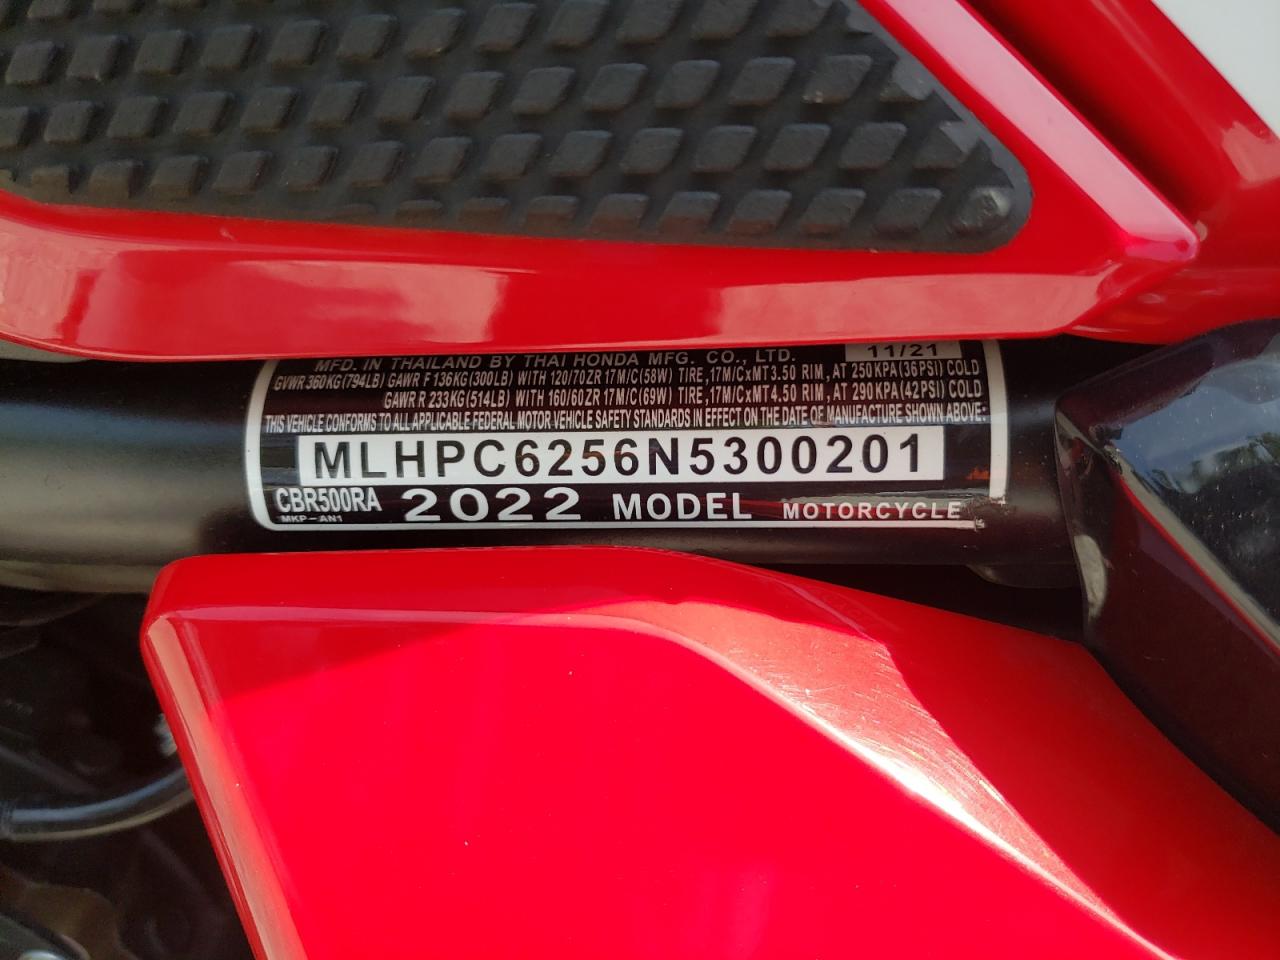 MFD. IN THAILAND BY THAI HONDA MFG. CO., LTD. 11/21
GVWR 360KG(794LB) GAWR F 136KG(300LB) WITH 120/70ZR 17M/C(58W) TIRE,17M/CxMT3.50 RIM, AT 250KPA(36PSI) COLD
GAWR R 233KG(514LB) WITH 160/60ZR 17M/C(69W) TIRE,17M/CxMT4.50 RIM, AT 290KPA(42PSI) COLD
THIS VEHICLE CONFORMS TO ALL APPLICABLE FEDERAL MOTOR VEHICLE SAFETY STANDARDS IN EFFECT ON THE DATE OF MANUFACTURE SHOWN ABOVE:
MLHPC6256N5300201
CBR500RA 2022 MODEL MOTORCYCLE
MKP-AN1